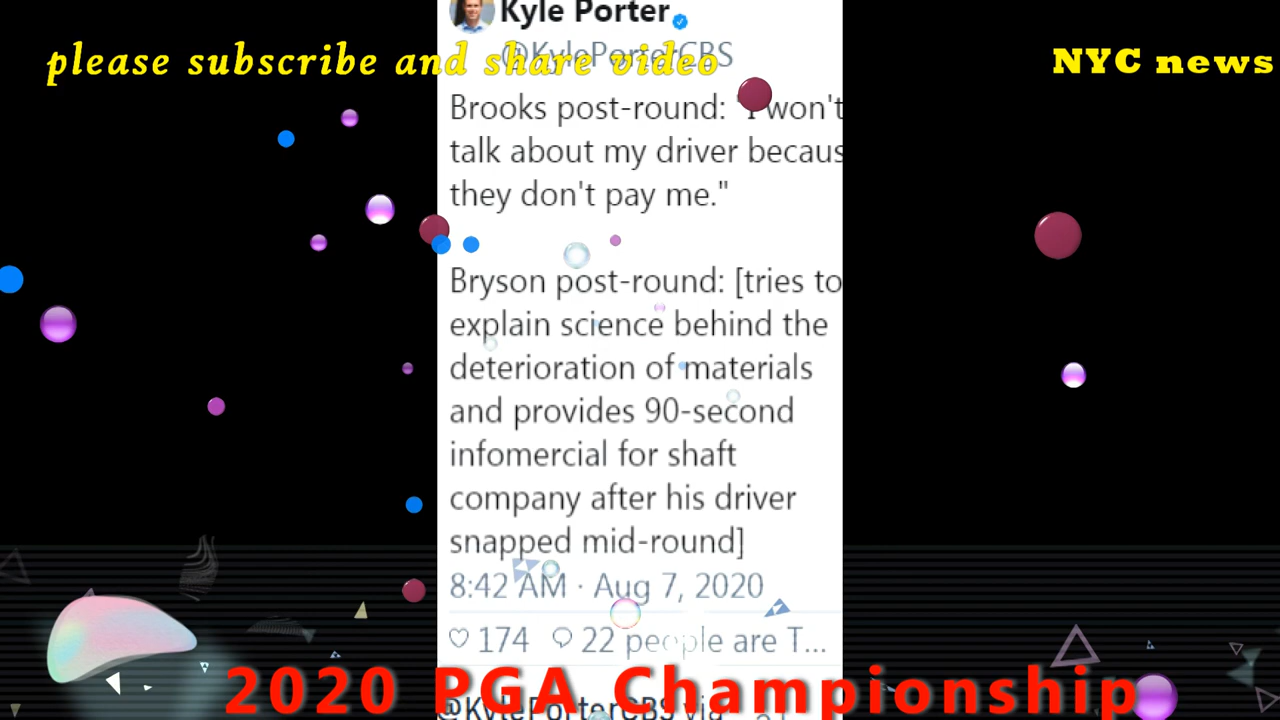 Kyle Porter
@KylePorterCBS
please subscribe and share video
NYC news
Brooks post-round: "I won't
talk about my driver becaus
they don't pay me."
Bryson post-round: [tries to
explain science behind the
deterioration of materials
and provides 90-second
infomercial for shaft
company after his driver
snapped mid-round]
8:42 AM · Aug 7, 2020
174 22 people are T...
2020 PGA Championship
@KylePorterCBS via